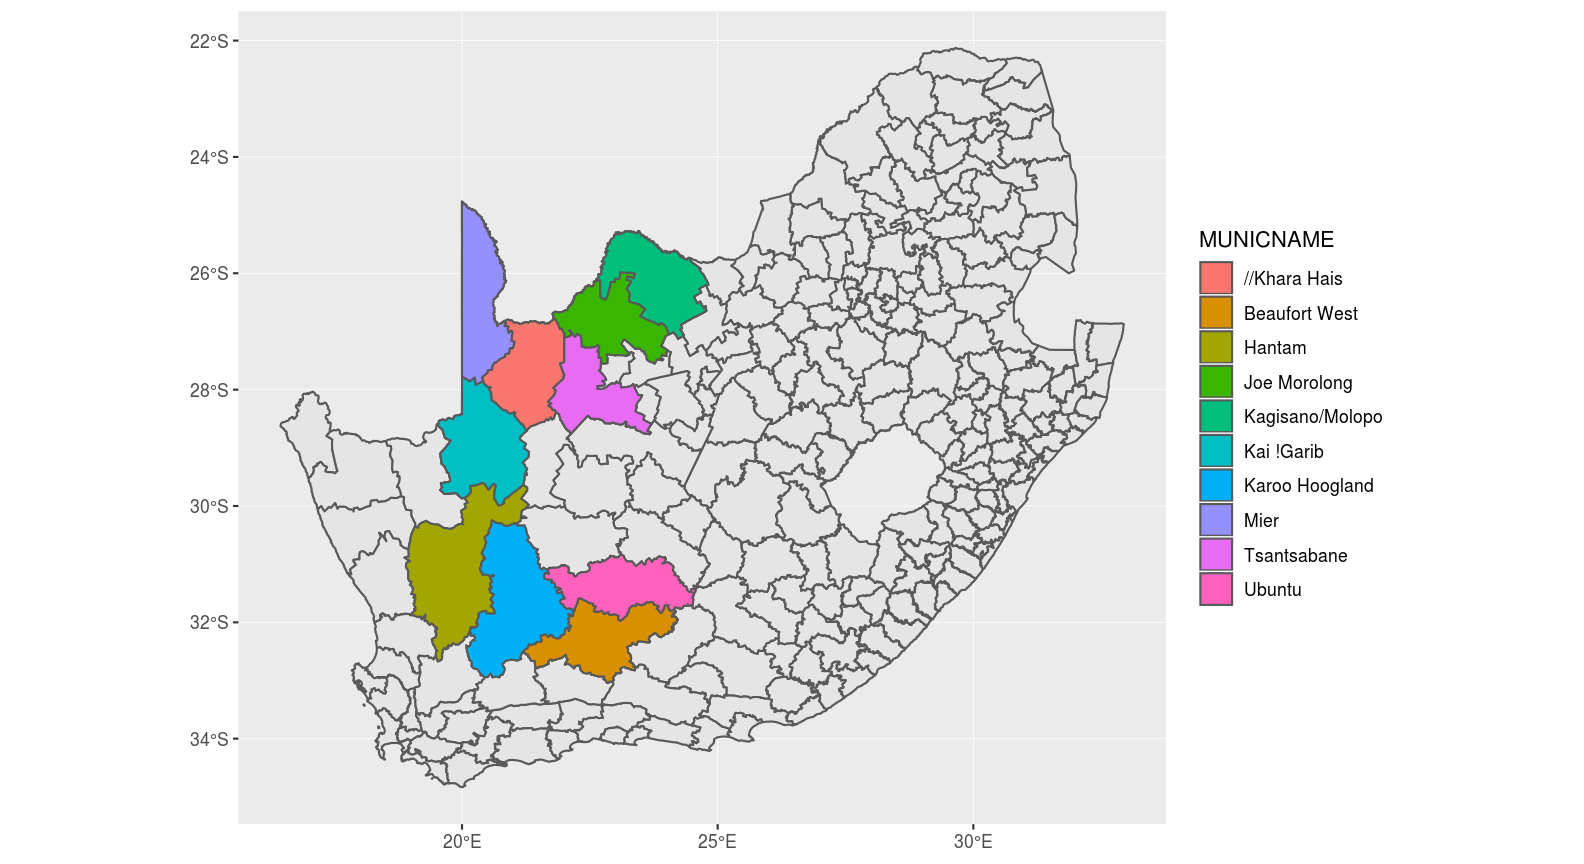 22°S
24°S
26°S
28°S
30°S
32°S
34°S
20°E
25°E
30°E
MUNICNAME
//Khara Hais
Beaufort West
Hantam
Joe Morolong
Kagisano/Molopo
Kai !Garib
Karoo Hoogland
Mier
Tsantsabane
Ubuntu